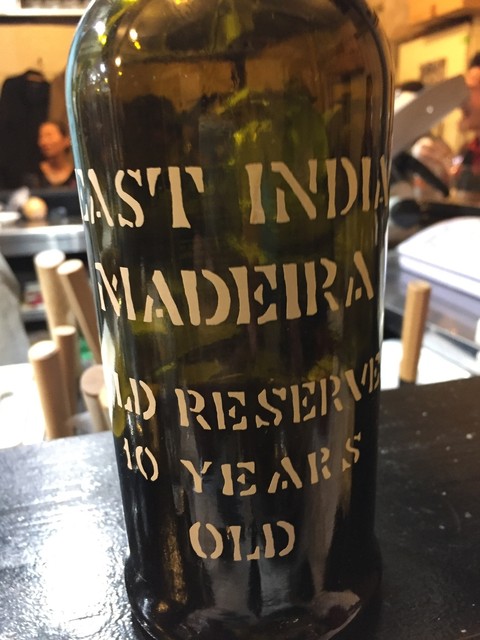 EAST INDIA
MADEIRA
OLD RESERVE
10 YEARS
OLD